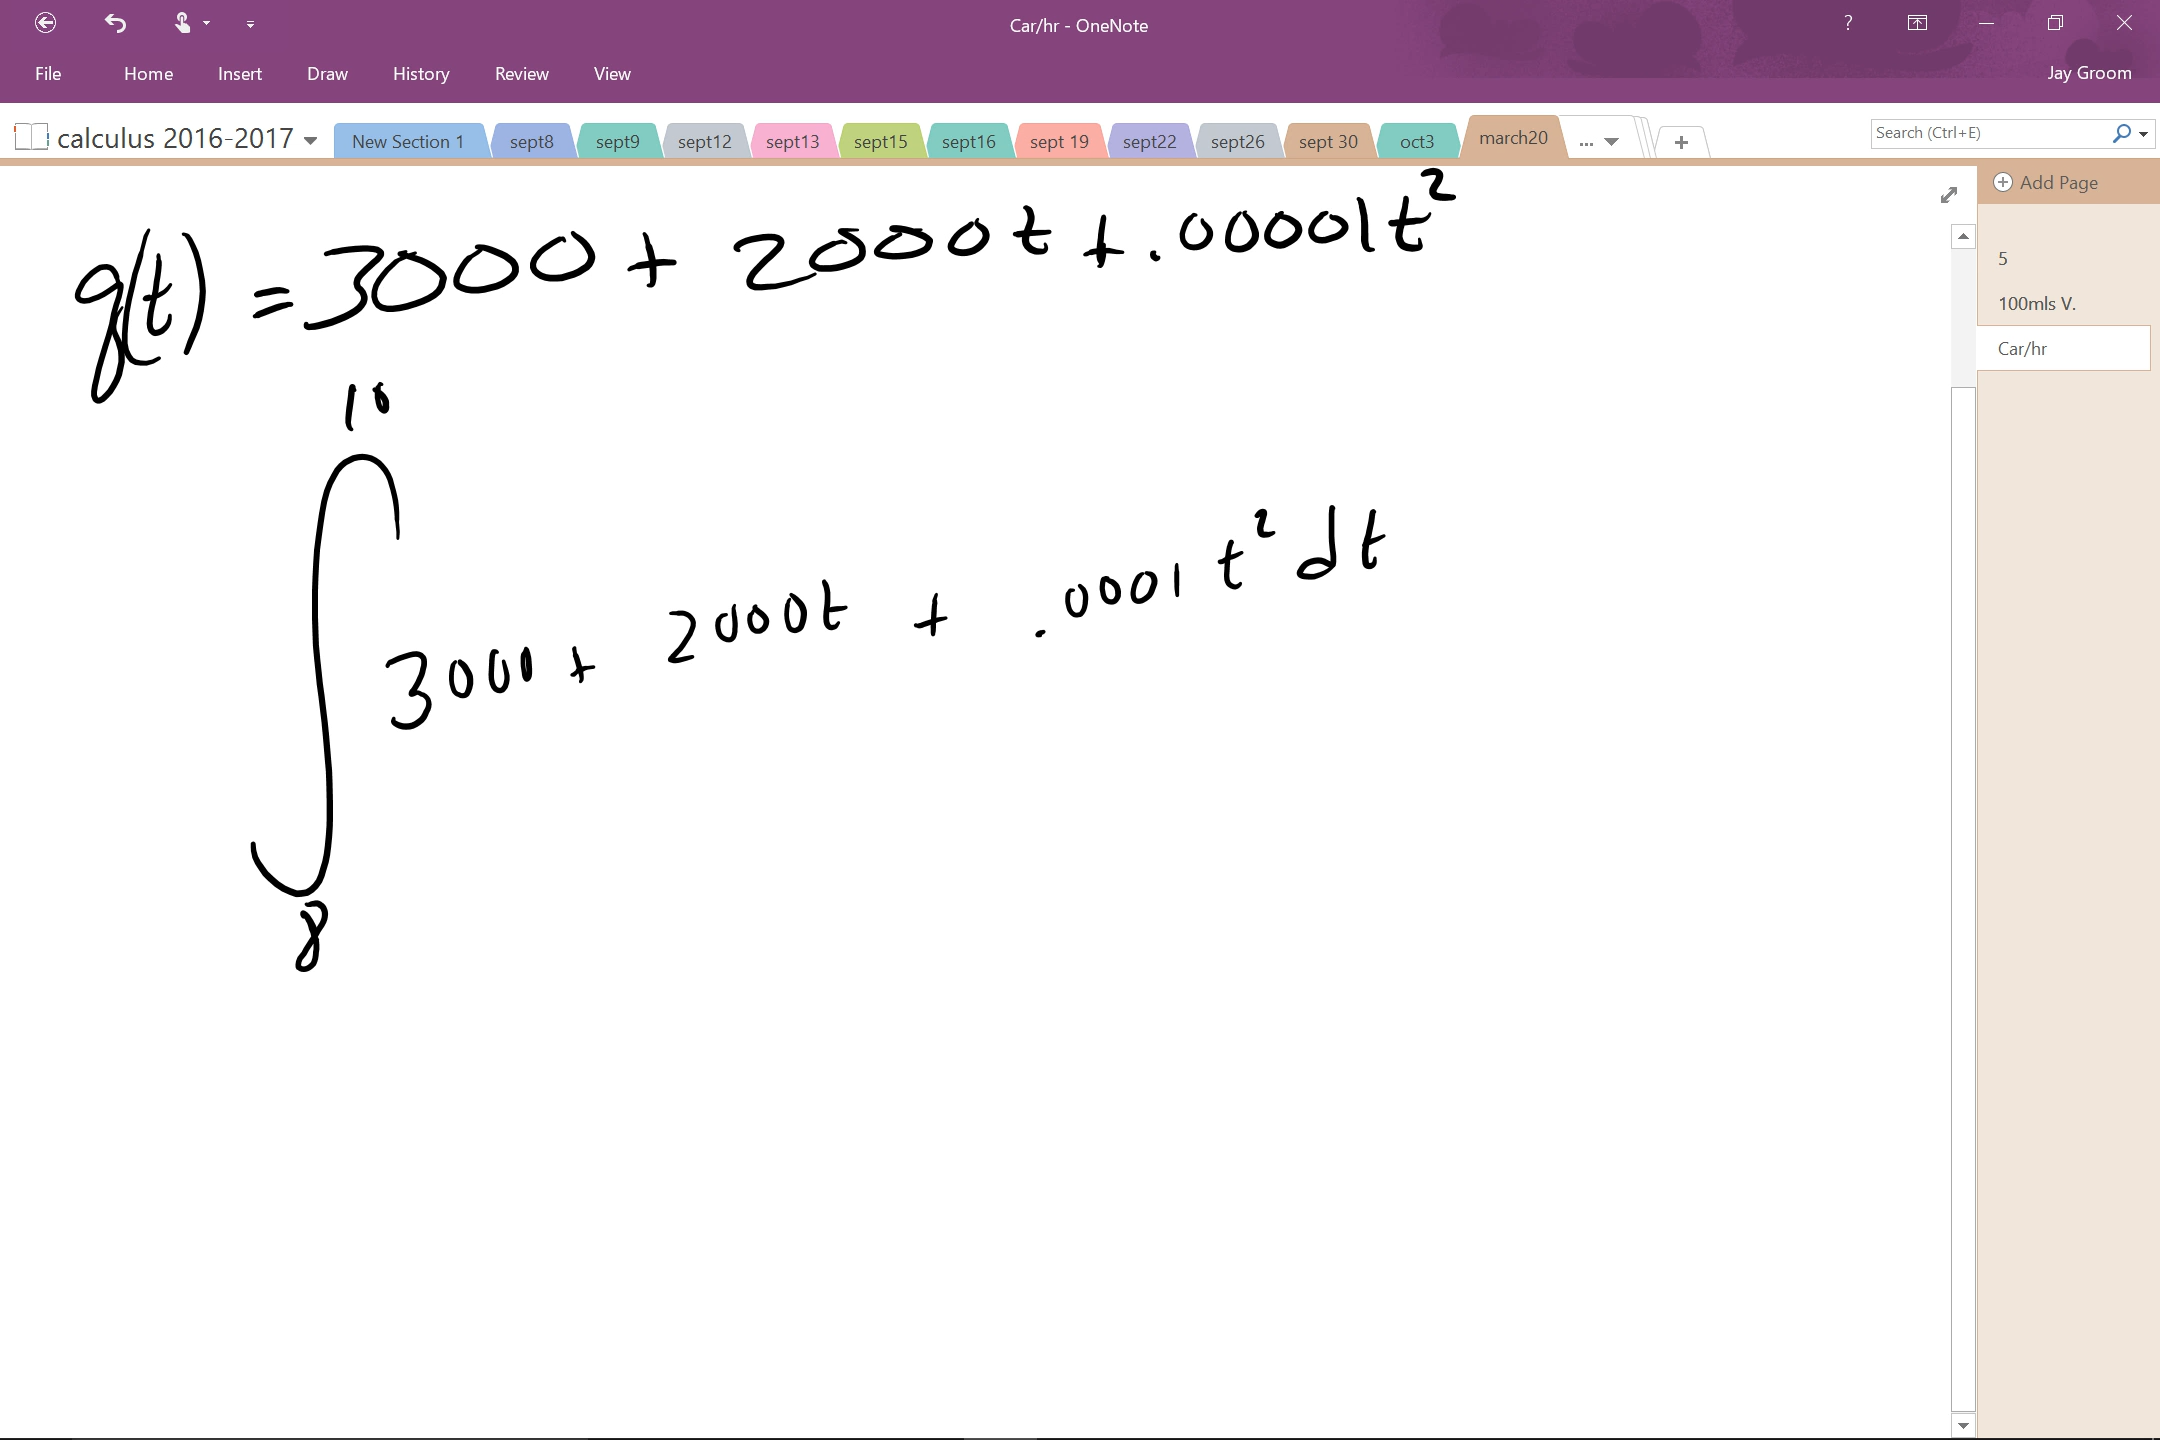 Car/hr - OneNote
?
File Home Insert Draw History Review View
Jay Groom
calculus 2016-2017
New Section 1 sept8 sept9 sept12 sept13 sept15 sept16 sept 19 sept22 sept26 sept 30 oct3 march20 ... +
Search (Ctrl+E)
Add Page
5
100mls V.
Car/hr
q(t) = 3000 + 2000t + .00001t²
10
∫ 3000 + 2000t + .0001 t² dt
8